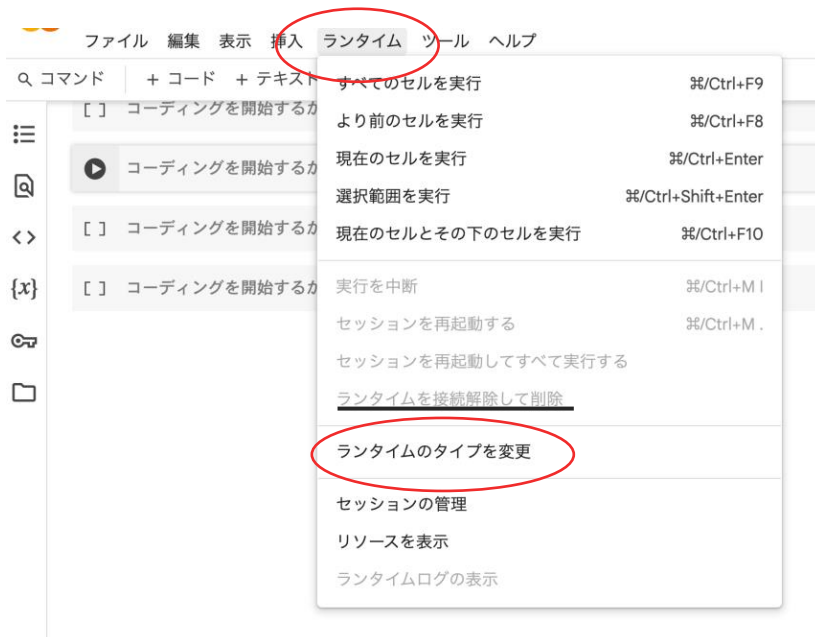 ファイル 編集 表示 挿入 ランタイム ツール ヘルプ
コマンド + コード + テキスト
すべてのセルを実行 ⌘/Ctrl+F9
[ ] コーディングを開始するか
より前のセルを実行 ⌘/Ctrl+F8
現在のセルを実行 ⌘/Ctrl+Enter
コーディングを開始するか
選択範囲を実行 ⌘/Ctrl+Shift+Enter
[ ] コーディングを開始するか
現在のセルとその下のセルを実行 ⌘/Ctrl+F10
[ ] コーディングを開始するか
実行を中断 ⌘/Ctrl+M I
{x}
セッションを再起動する ⌘/Ctrl+M .
セッションを再起動してすべて実行する
ランタイムを接続解除して削除
ランタイムのタイプを変更
セッションの管理
リソースを表示
ランタイムログの表示